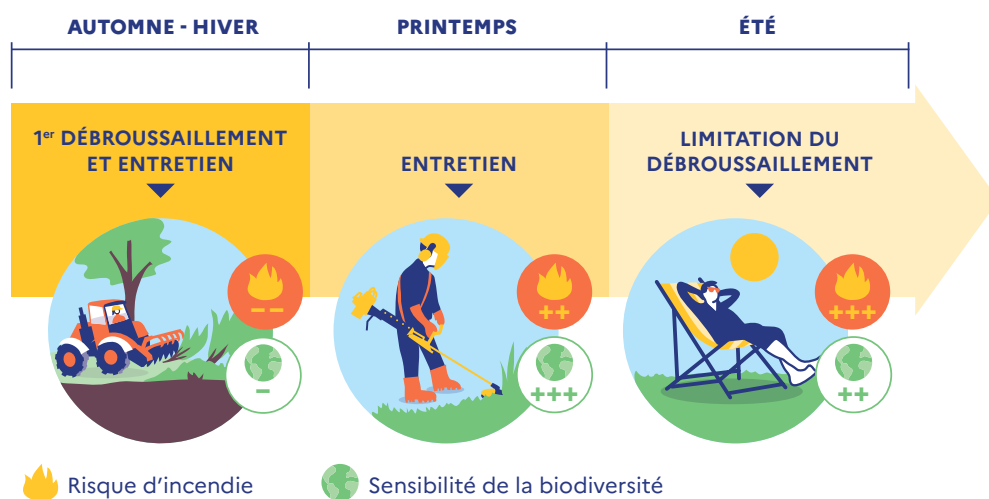 AUTOMNE - HIVER
PRINTEMPS
ÉTÉ
1er DÉBROUSSAILLEMENT
ET ENTRETIEN
ENTRETIEN
LIMITATION DU
DÉBROUSSAILLEMENT
--
++
+++
-
+++
++
Risque d'incendie
Sensibilité de la biodiversité